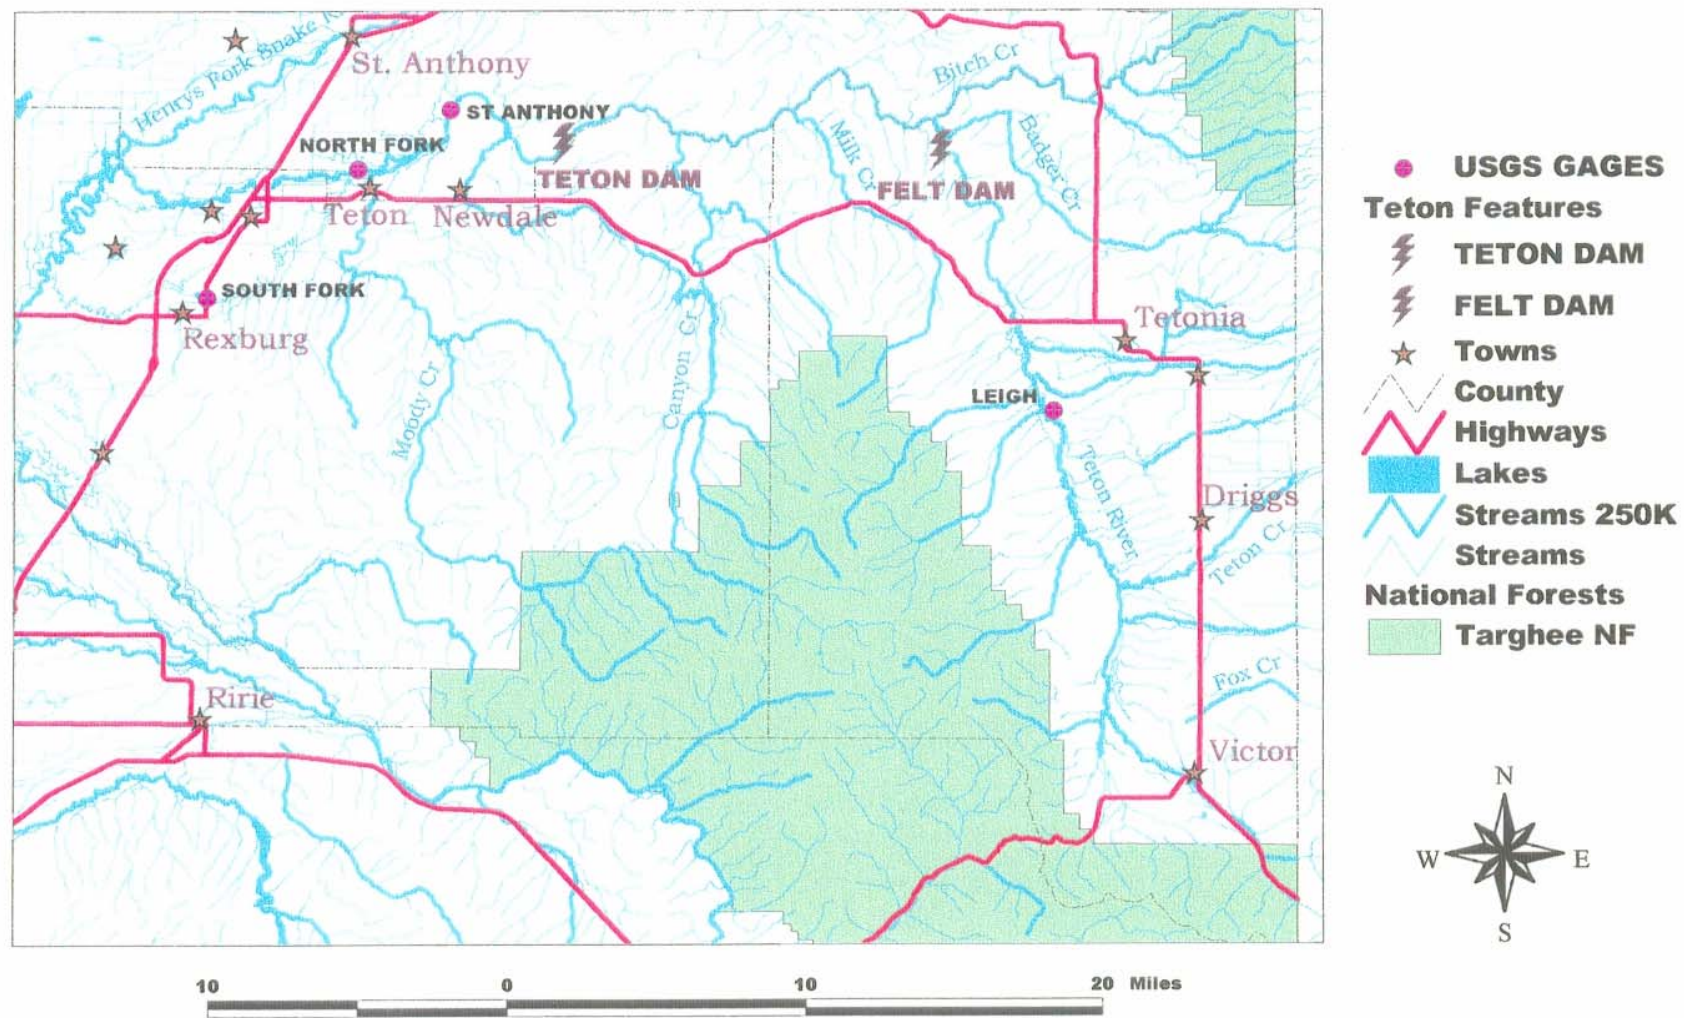 Henrys Fork Snake R
St. Anthony
Bitch Cr
ST ANTHONY
NORTH FORK
Milk Cr
Badger Cr
TETON DAM
FELT DAM
Teton
Newdale
SOUTH FORK
Rexburg
Tetonia
Canyon Cr
Moody Cr
LEIGH
Teton River
Driggs
Teton Cr
Fox Cr
Ririe
Victor
USGS GAGES
Teton Features
TETON DAM
FELT DAM
Towns
County
Highways
Lakes
Streams 250K
Streams
National Forests
Targhee NF
N
W
E
S
10 0 10 20 Miles